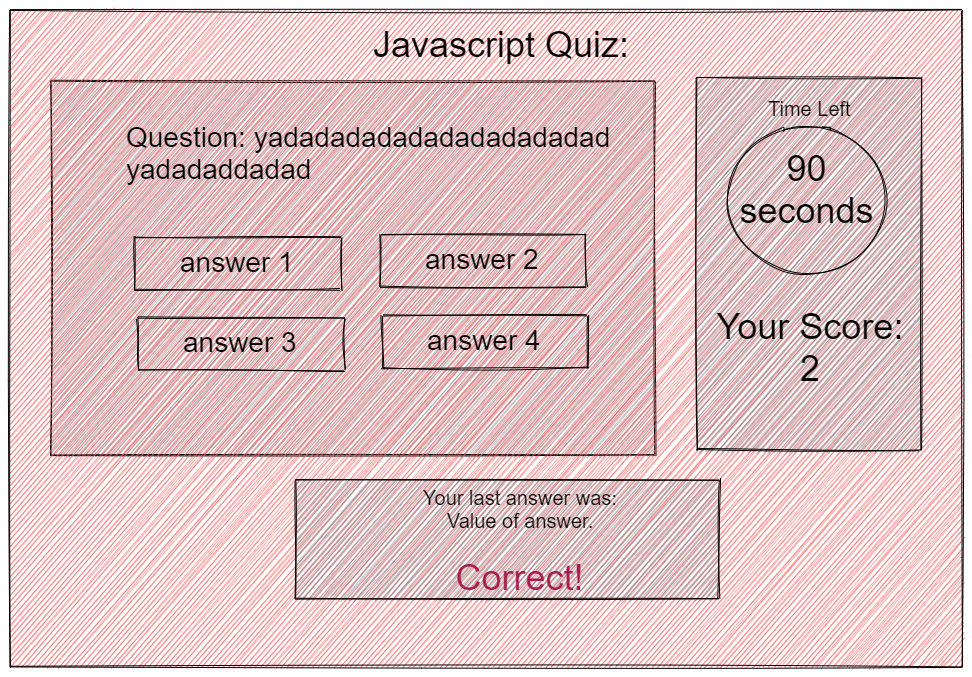 Javascript Quiz:
Question: yadadadadadadadadadadad
yadadaddadad
answer 1
answer 2
answer 3
answer 4
Time Left
90
seconds
Your Score:
2
Your last answer was:
Value of answer.
Correct!